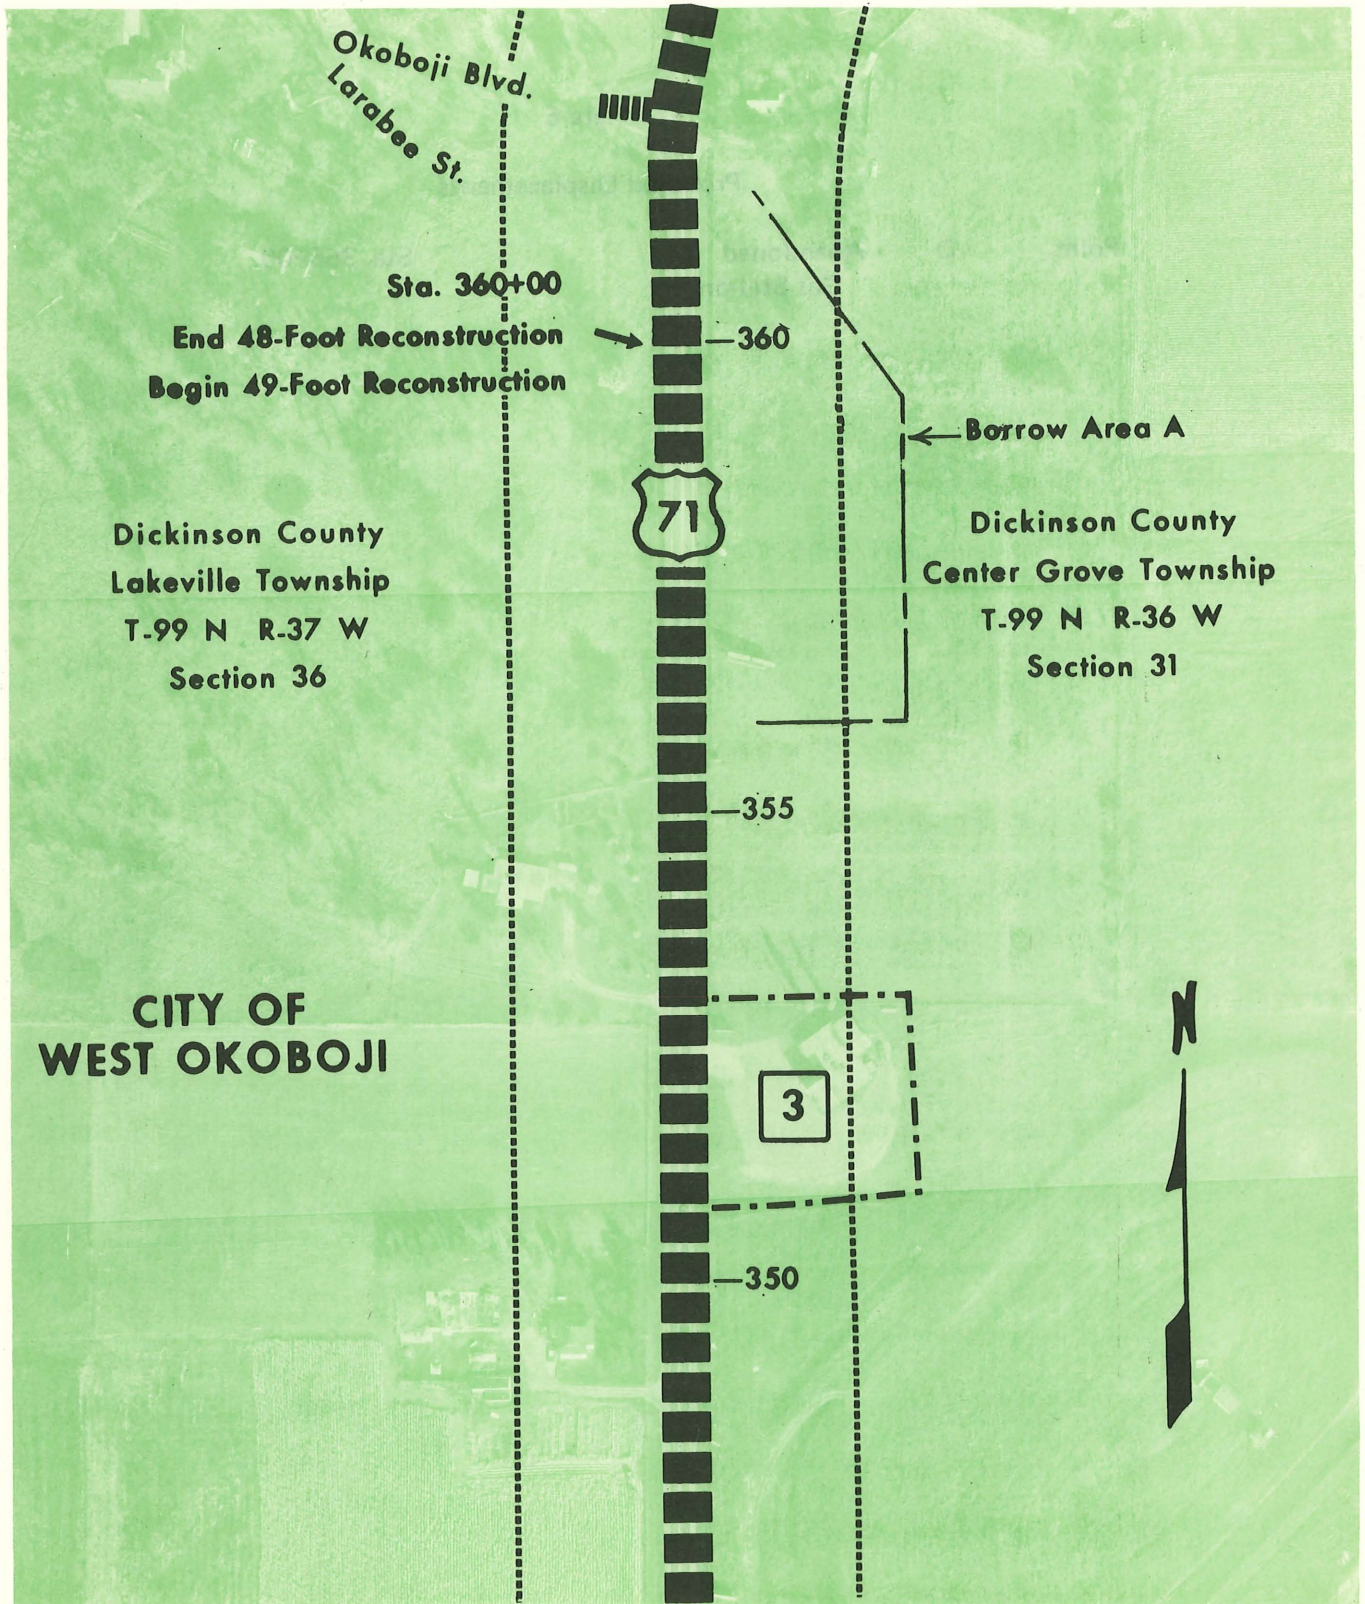 Okoboji Blvd.
Larabee St.
Sta. 360+00
End 48-Foot Reconstruction
Begin 49-Foot Reconstruction
360
Borrow Area A
71
Dickinson County
Lakeville Township
T-99 N R-37 W
Section 36
Dickinson County
Center Grove Township
T-99 N R-36 W
Section 31
355
CITY OF
WEST OKOBOJI
N
3
350